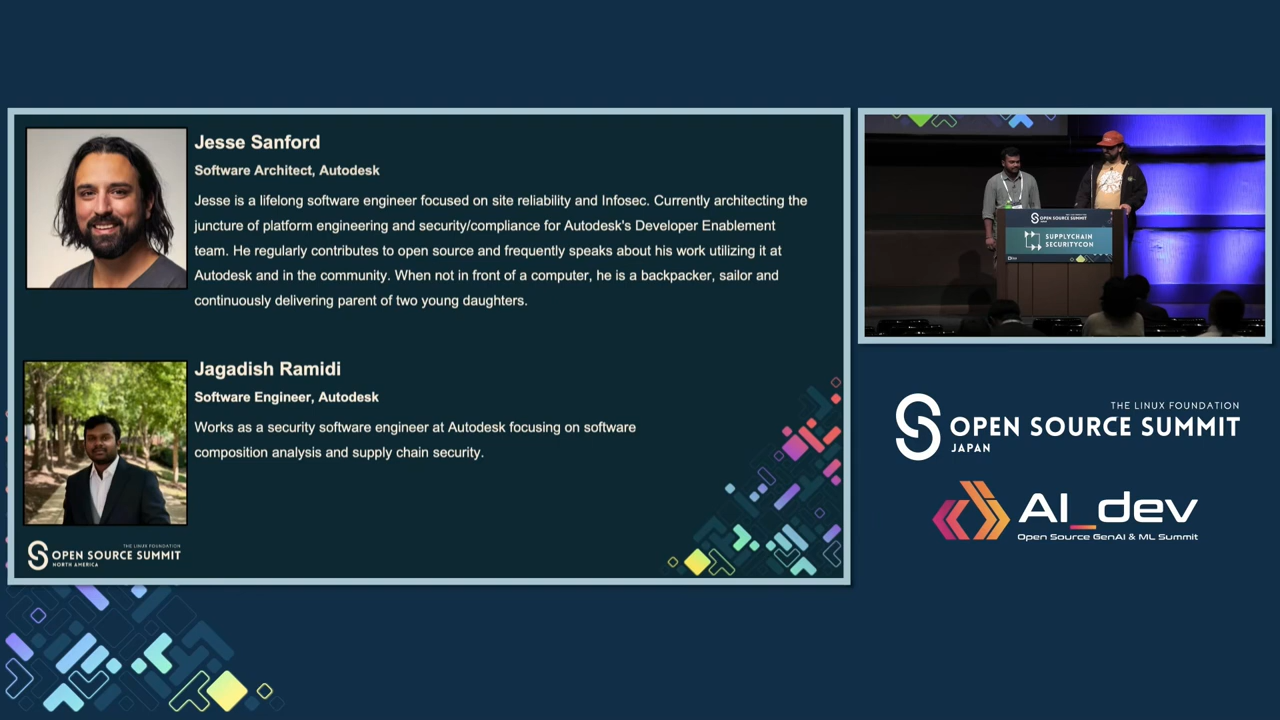 Jesse Sanford
Software Architect, Autodesk
Jesse is a lifelong software engineer focused on site reliability and Infosec. Currently architecting the
juncture of platform engineering and security/compliance for Autodesk's Developer Enablement
team. He regularly contributes to open source and frequently speaks about his work utilizing it at
Autodesk and in the community. When not in front of a computer, he is a backpacker, sailor and
continuously delivering parent of two young daughters.
Jagadish Ramidi
Software Engineer, Autodesk
Works as a security software engineer at Autodesk focusing on software
composition analysis and supply chain security.
THE LINUX FOUNDATION
OPEN SOURCE SUMMIT
NORTH AMERICA
OPEN SOURCE SUMMIT
SUPPLYCHAIN
SECURITYCON
THE LINUX FOUNDATION
OPEN SOURCE SUMMIT
JAPAN
AI_dev
Open Source GenAI & ML Summit